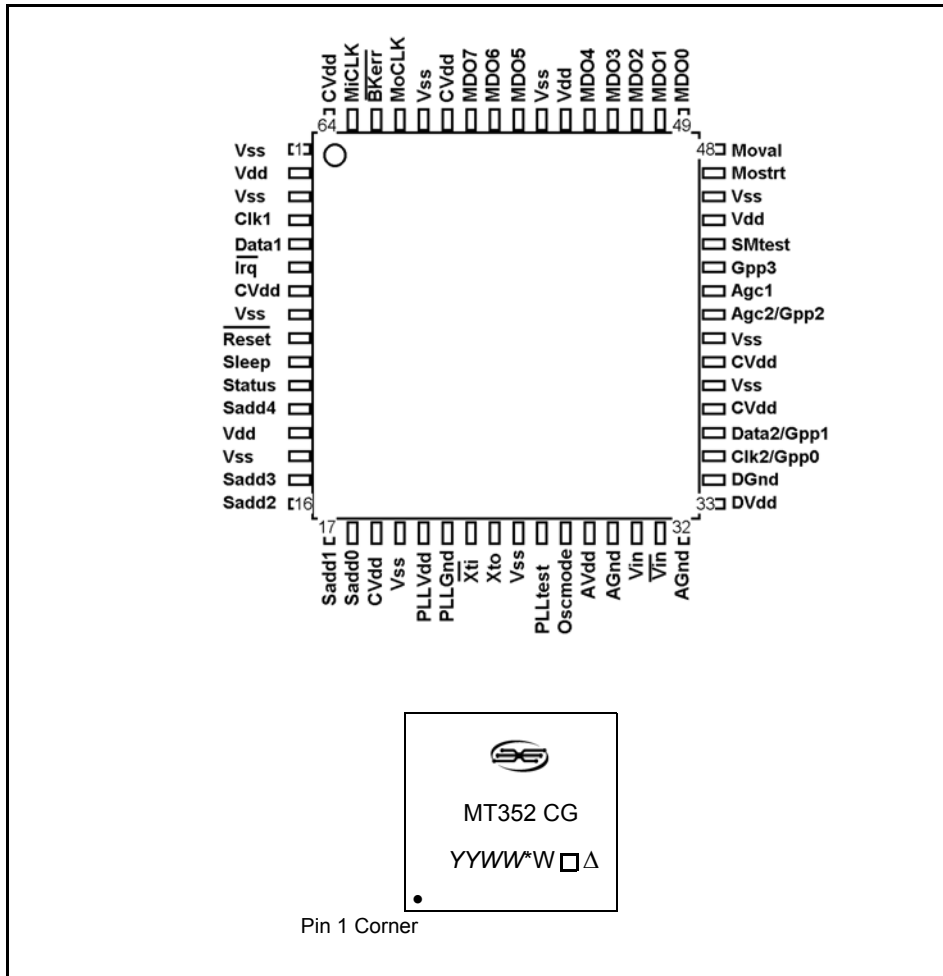 CVdd
MiCLK
BKerr
MoCLK
Vss
CVdd
MDO7
MDO6
MDO5
Vss
Vdd
MDO4
MDO3
MDO2
MDO1
MDO0
64
49
Vss 1
Vdd
Vss
Clk1
Data1
Irq
CVdd
Vss
Reset
Sleep
Status
Sadd4
Vdd
Vss
Sadd3
Sadd2 16
48 Moval
Mostrt
Vss
Vdd
SMtest
Gpp3
Agc1
Agc2/Gpp2
Vss
CVdd
Vss
CVdd
Data2/Gpp1
Clk2/Gpp0
DGnd
33 DVdd
17
32
Sadd1
Sadd0
CVdd
Vss
PLLVdd
PLLGnd
Xti
Xto
Vss
PLLtest
Oscmode
AVdd
AGnd
Vin
Vin
AGnd
MT352 CG
YYWW*W □ Δ
Pin 1 Corner